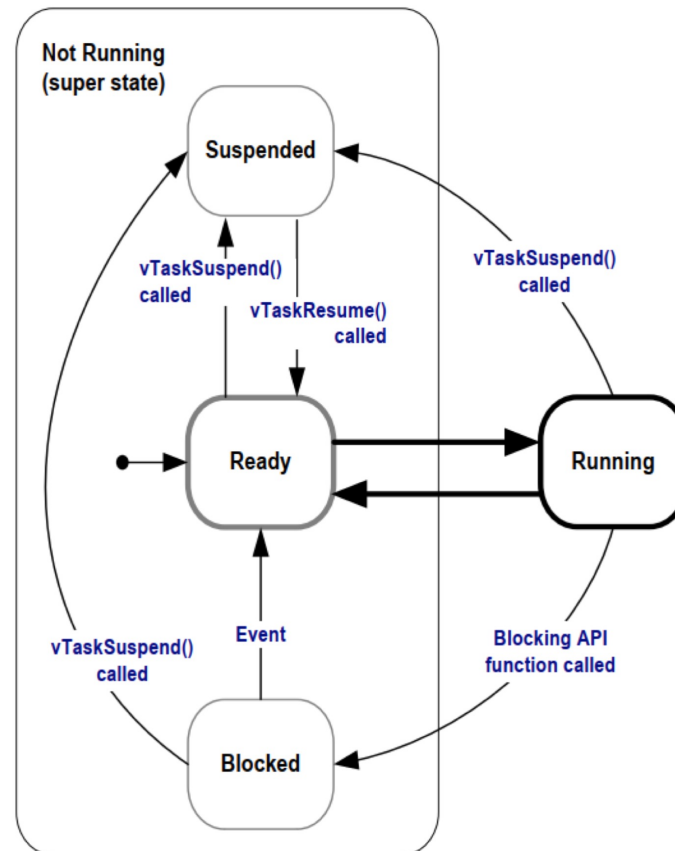 Not Running
(super state)
Suspended
vTaskSuspend()
called
vTaskResume()
called
vTaskSuspend()
called
Ready
Running
Event
vTaskSuspend()
called
Blocking API
function called
Blocked